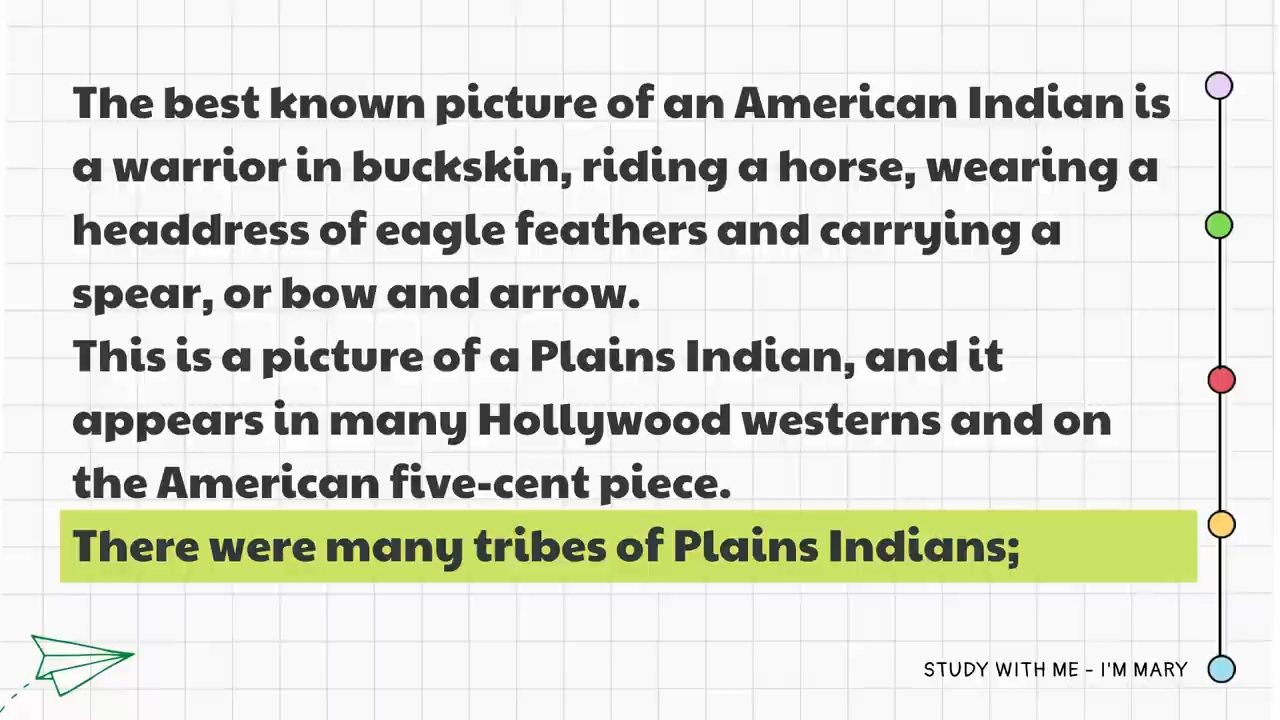 The best known picture of an American Indian is
a warrior in buckskin, riding a horse, wearing a
headdress of eagle feathers and carrying a
spear, or bow and arrow.
This is a picture of a Plains Indian, and it
appears in many Hollywood westerns and on
the American five-cent piece.
There were many tribes of Plains Indians;
STUDY WITH ME - I'M MARY